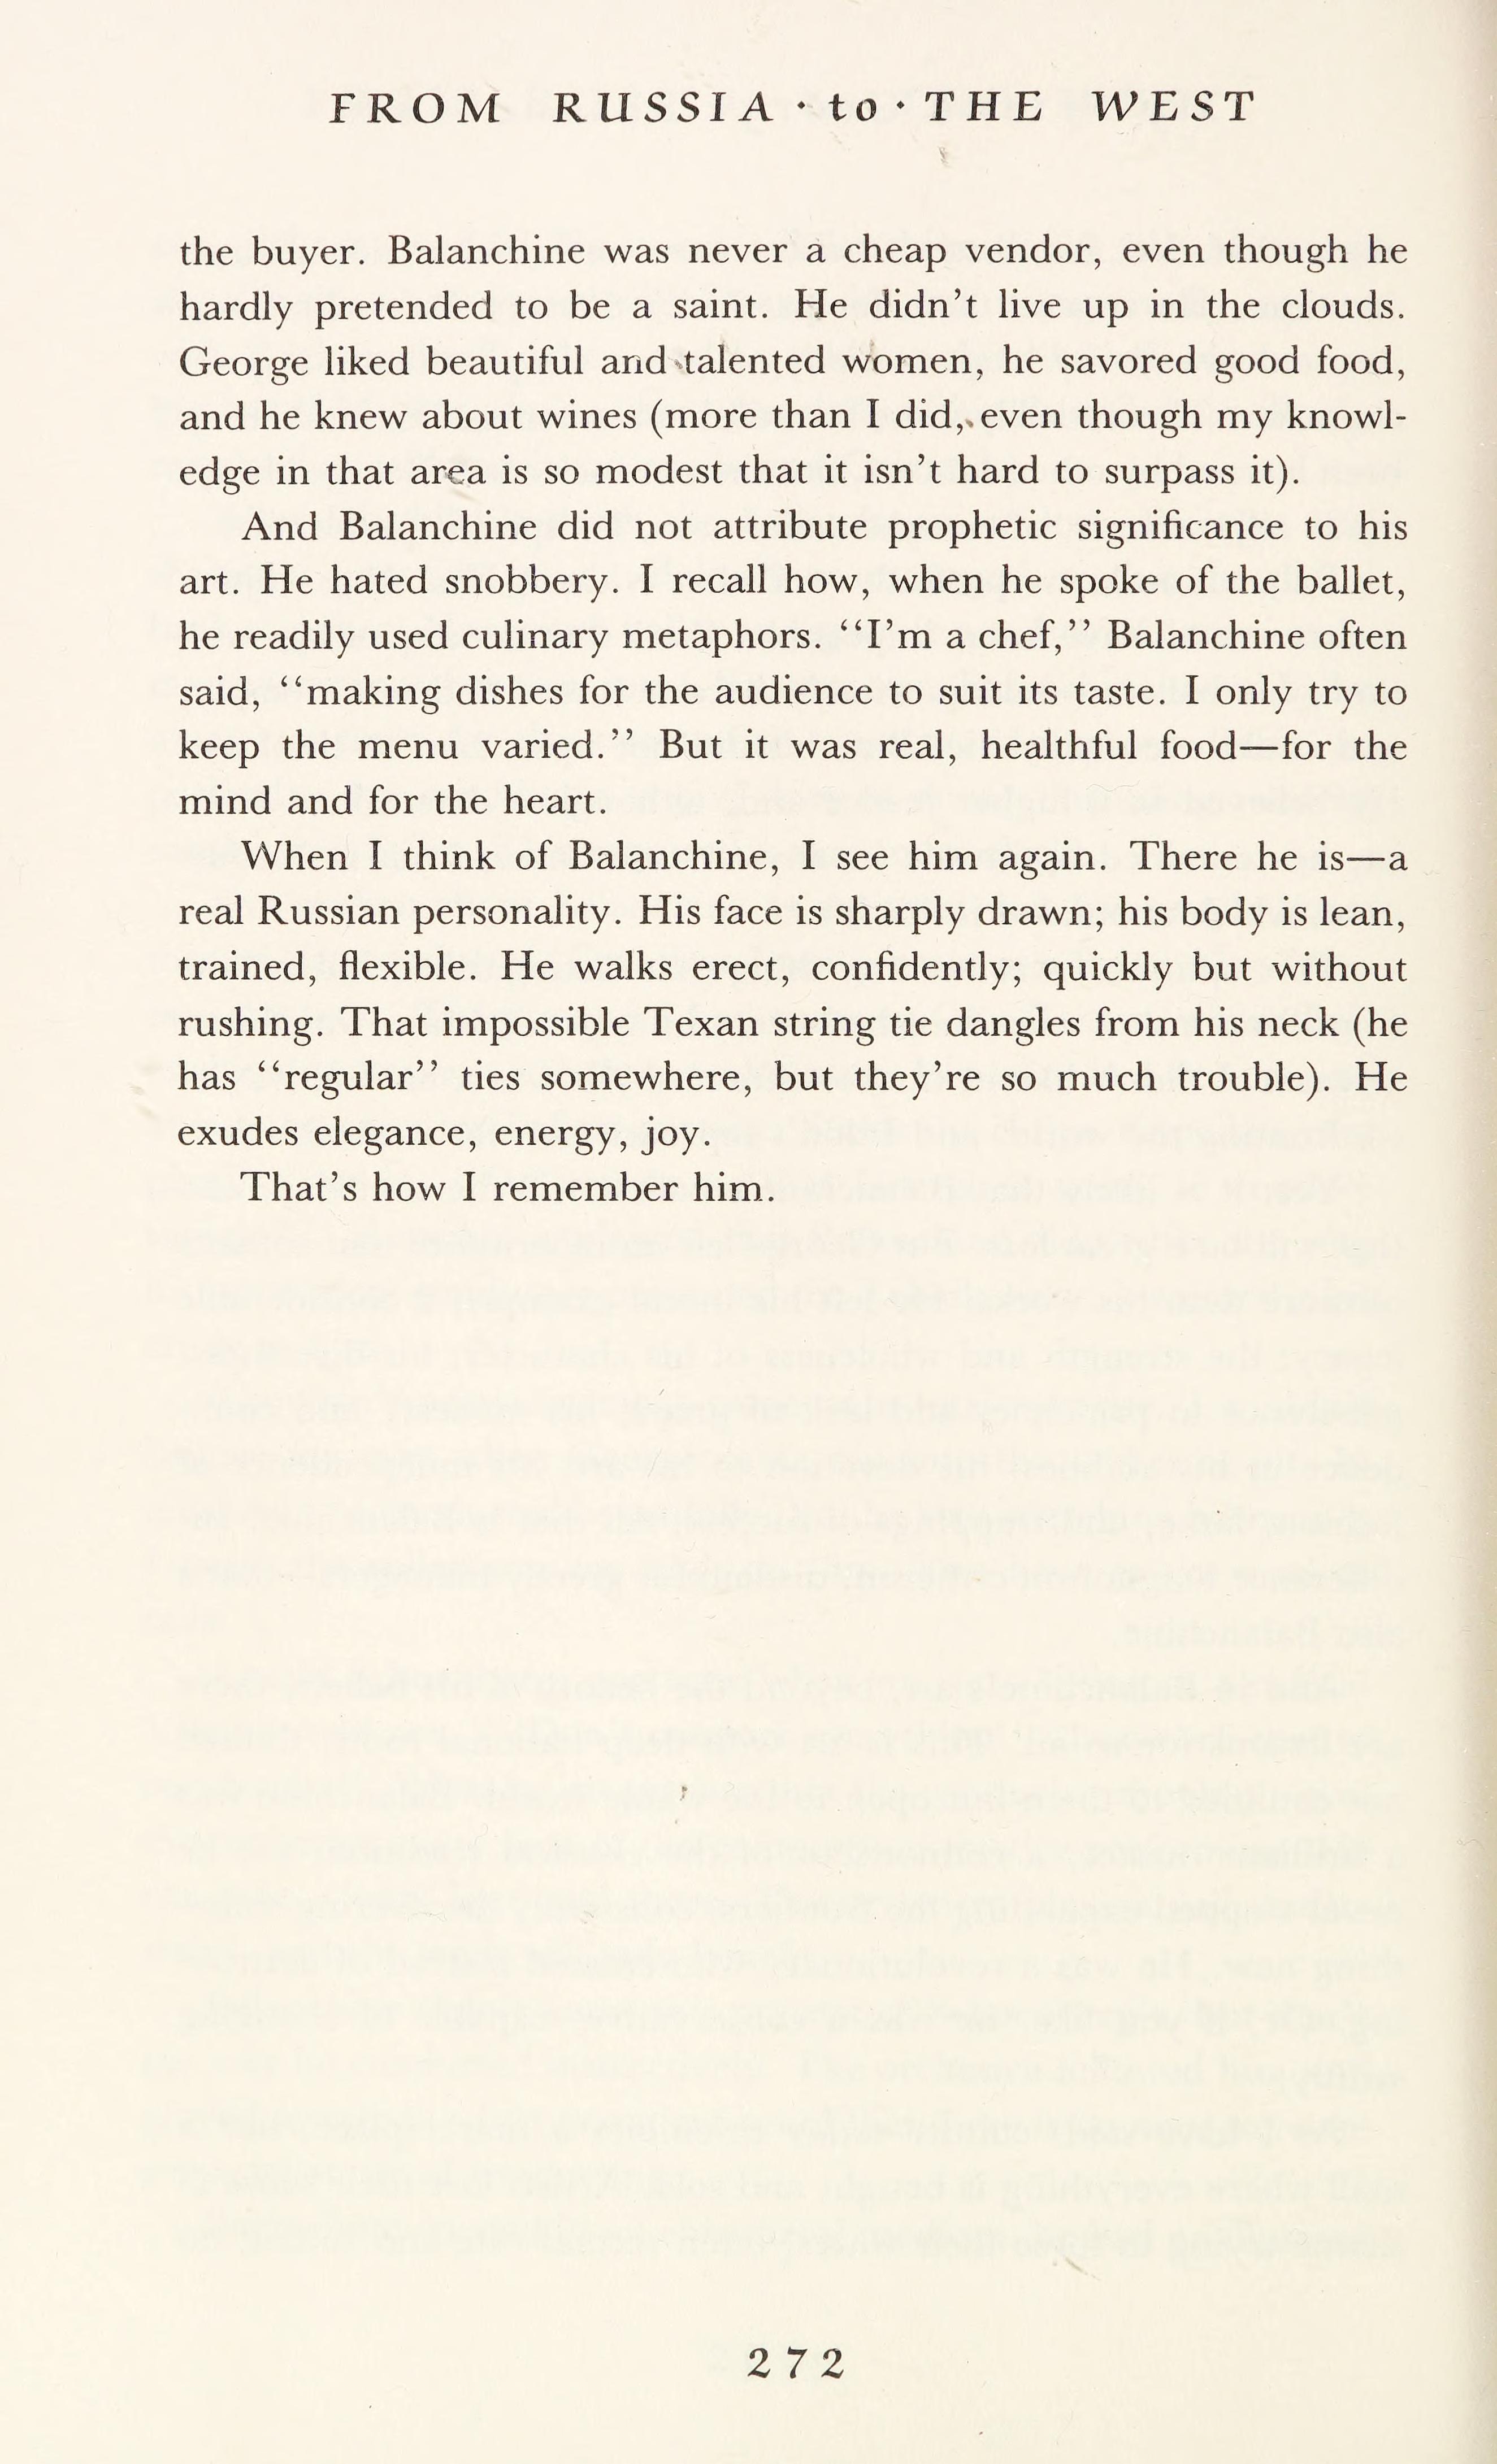 FROM RUSSIA · to · THE WEST
the buyer. Balanchine was never a cheap vendor, even though he
hardly pretended to be a saint. He didn’t live up in the clouds.
George liked beautiful and talented women, he savored good food,
and he knew about wines (more than I did, even though my knowl-
edge in that area is so modest that it isn’t hard to surpass it).
And Balanchine did not attribute prophetic significance to his
art. He hated snobbery. I recall how, when he spoke of the ballet,
he readily used culinary metaphors. “I’m a chef,” Balanchine often
said, “making dishes for the audience to suit its taste. I only try to
keep the menu varied.” But it was real, healthful food—for the
mind and for the heart.
When I think of Balanchine, I see him again. There he is—a
real Russian personality. His face is sharply drawn; his body is lean,
trained, flexible. He walks erect, confidently; quickly but without
rushing. That impossible Texan string tie dangles from his neck (he
has “regular” ties somewhere, but they’re so much trouble). He
exudes elegance, energy, joy.
That’s how I remember him.
272